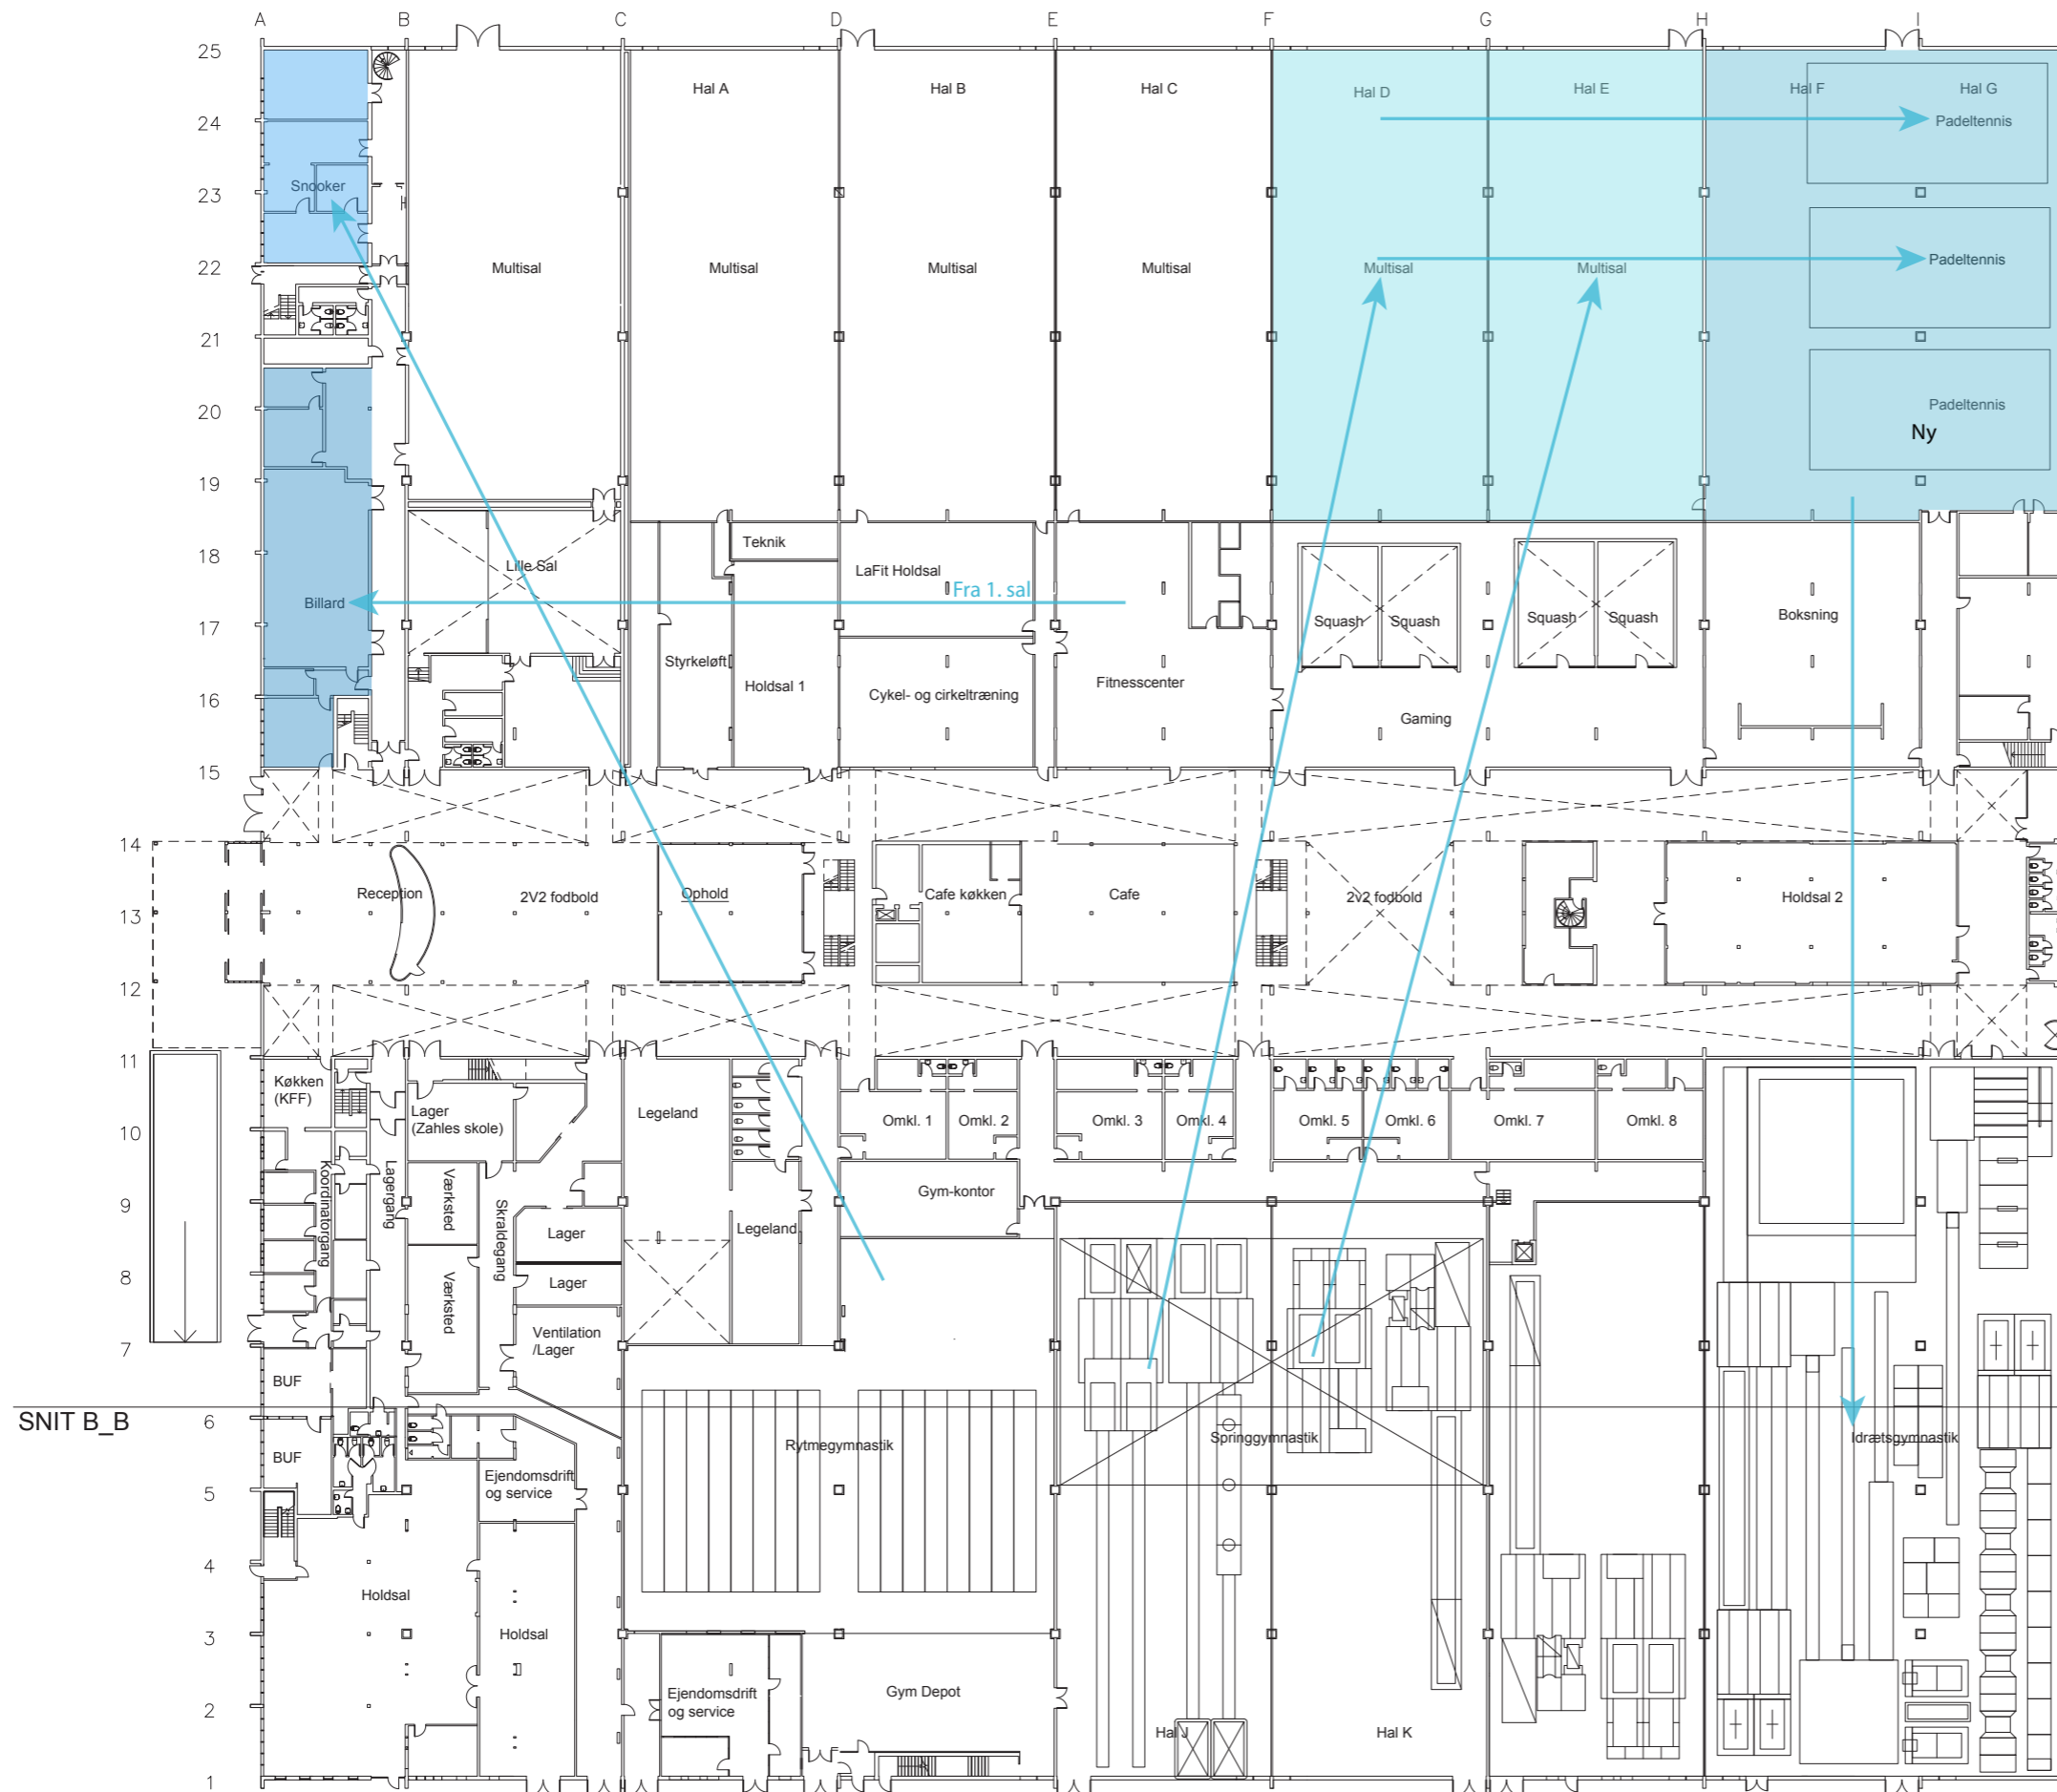 A B C D E F G H I
25
Hal A Hal B Hal C Hal D Hal E Hal F Hal G
24
Padeltennis
Snooker
23
22
Multisal Multisal Multisal Multisal Multisal Multisal Padeltennis
21
20
Padeltennis
Ny
19
18
Teknik
Lille Sal
LaFit Holdsal
Fra 1. sal
Billard
17
Squash Squash Squash Squash
Boksning
Styrkeløft
Holdsal 1
Cykel- og cirkeltræning
Fitnesscenter
16
Gaming
15
14
Reception
2V2 fodbold
Ophold
Cafe køkken
Cafe
2v2 fodbold
Holdsal 2
13
12
11
Køkken
(KFF)
Lager
(Zahles skole)
Legeland
Omkl. 1 Omkl. 2 Omkl. 3 Omkl. 4 Omkl. 5 Omkl. 6 Omkl. 7 Omkl. 8
10
Koordinatorgang
Lagergang
Værksted
Skraldegang
Gym-kontor
9
Lager
Legeland
8
Lager
Værksted
Ventilation
/Lager
7
BUF
SNIT B_B
6
Rytmegymnastik
Springgymnastik
Idrætsgymnastik
BUF
Ejendomsdrift
og service
5
4
Holdsal
3
Holdsal
Ejendomsdrift
og service
Gym Depot
2
Hal J
Hal K
1